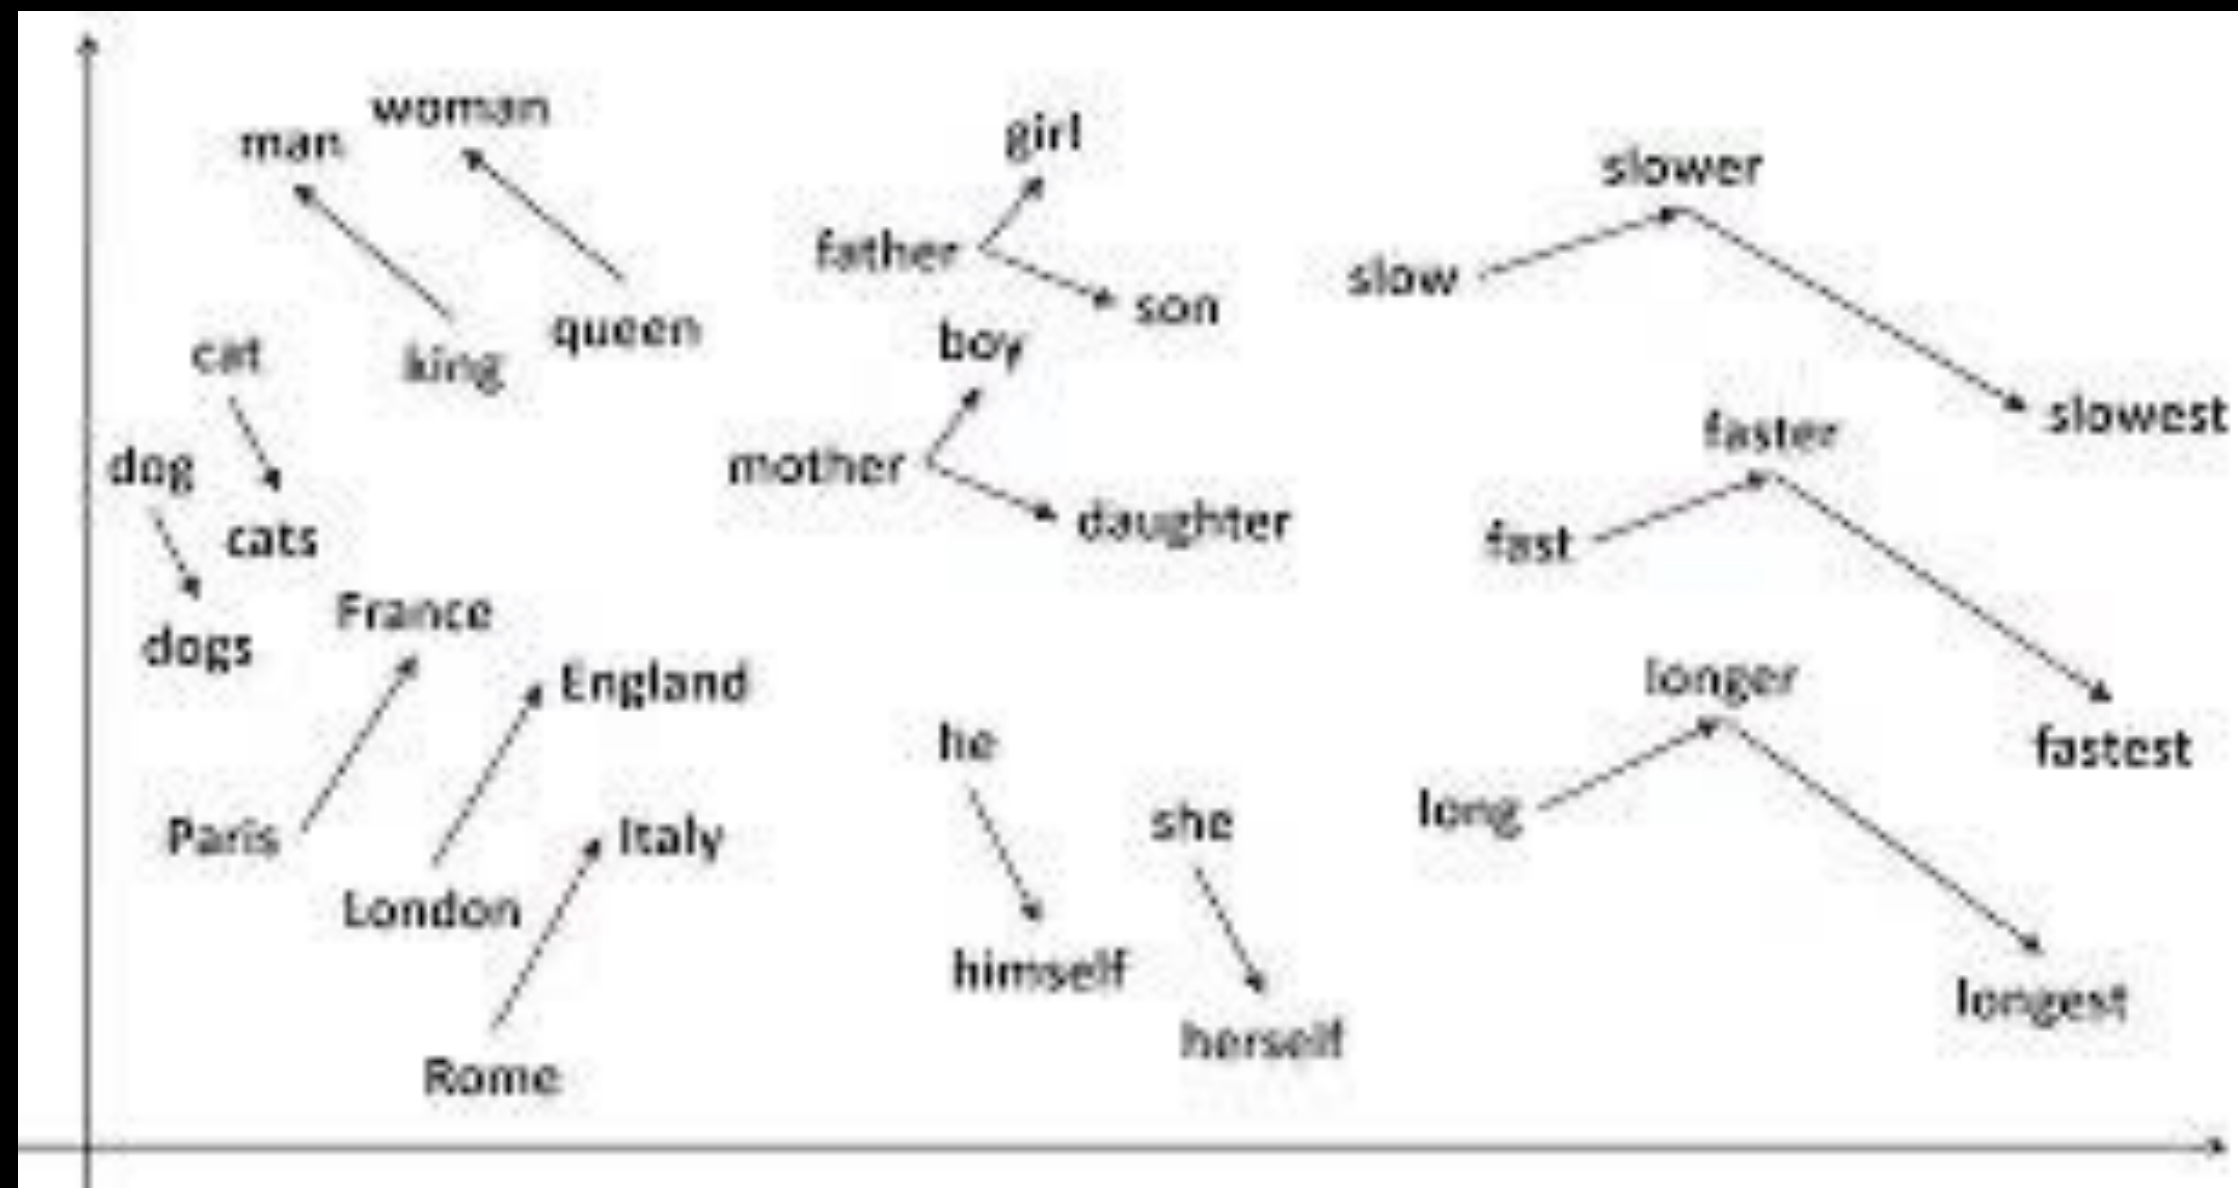 woman
man
girl
slower
father
slow
son
queen
boy
cat
king
slowest
faster
dog
mother
daughter
cats
fast
France
dogs
England
longer
he
fastest
long
she
Paris
Italy
London
himself
longest
herself
Rome